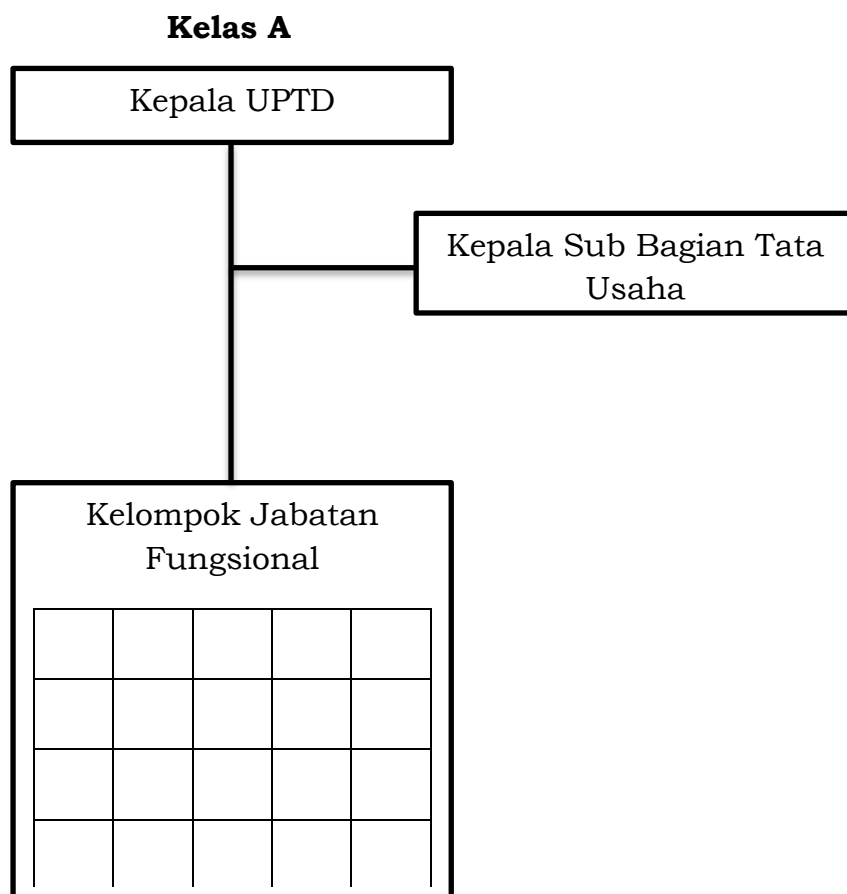 Kelas A
Kepala UPTD
Kepala Sub Bagian Tata
Usaha
Kelompok Jabatan
Fungsional